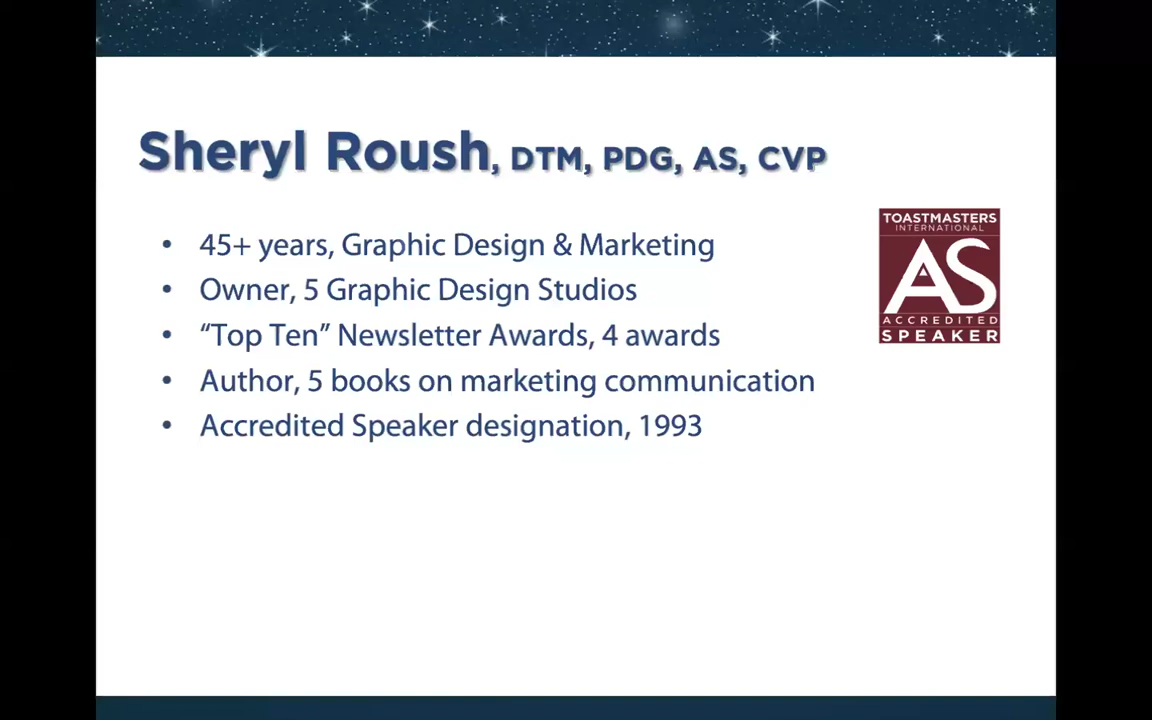 Sheryl Roush, DTM, PDG, AS, CVP
• 45+ years, Graphic Design & Marketing
• Owner, 5 Graphic Design Studios
• “Top Ten” Newsletter Awards, 4 awards
• Author, 5 books on marketing communication
• Accredited Speaker designation, 1993
TOASTMASTERS
INTERNATIONAL
AS
ACCREDITED
SPEAKER